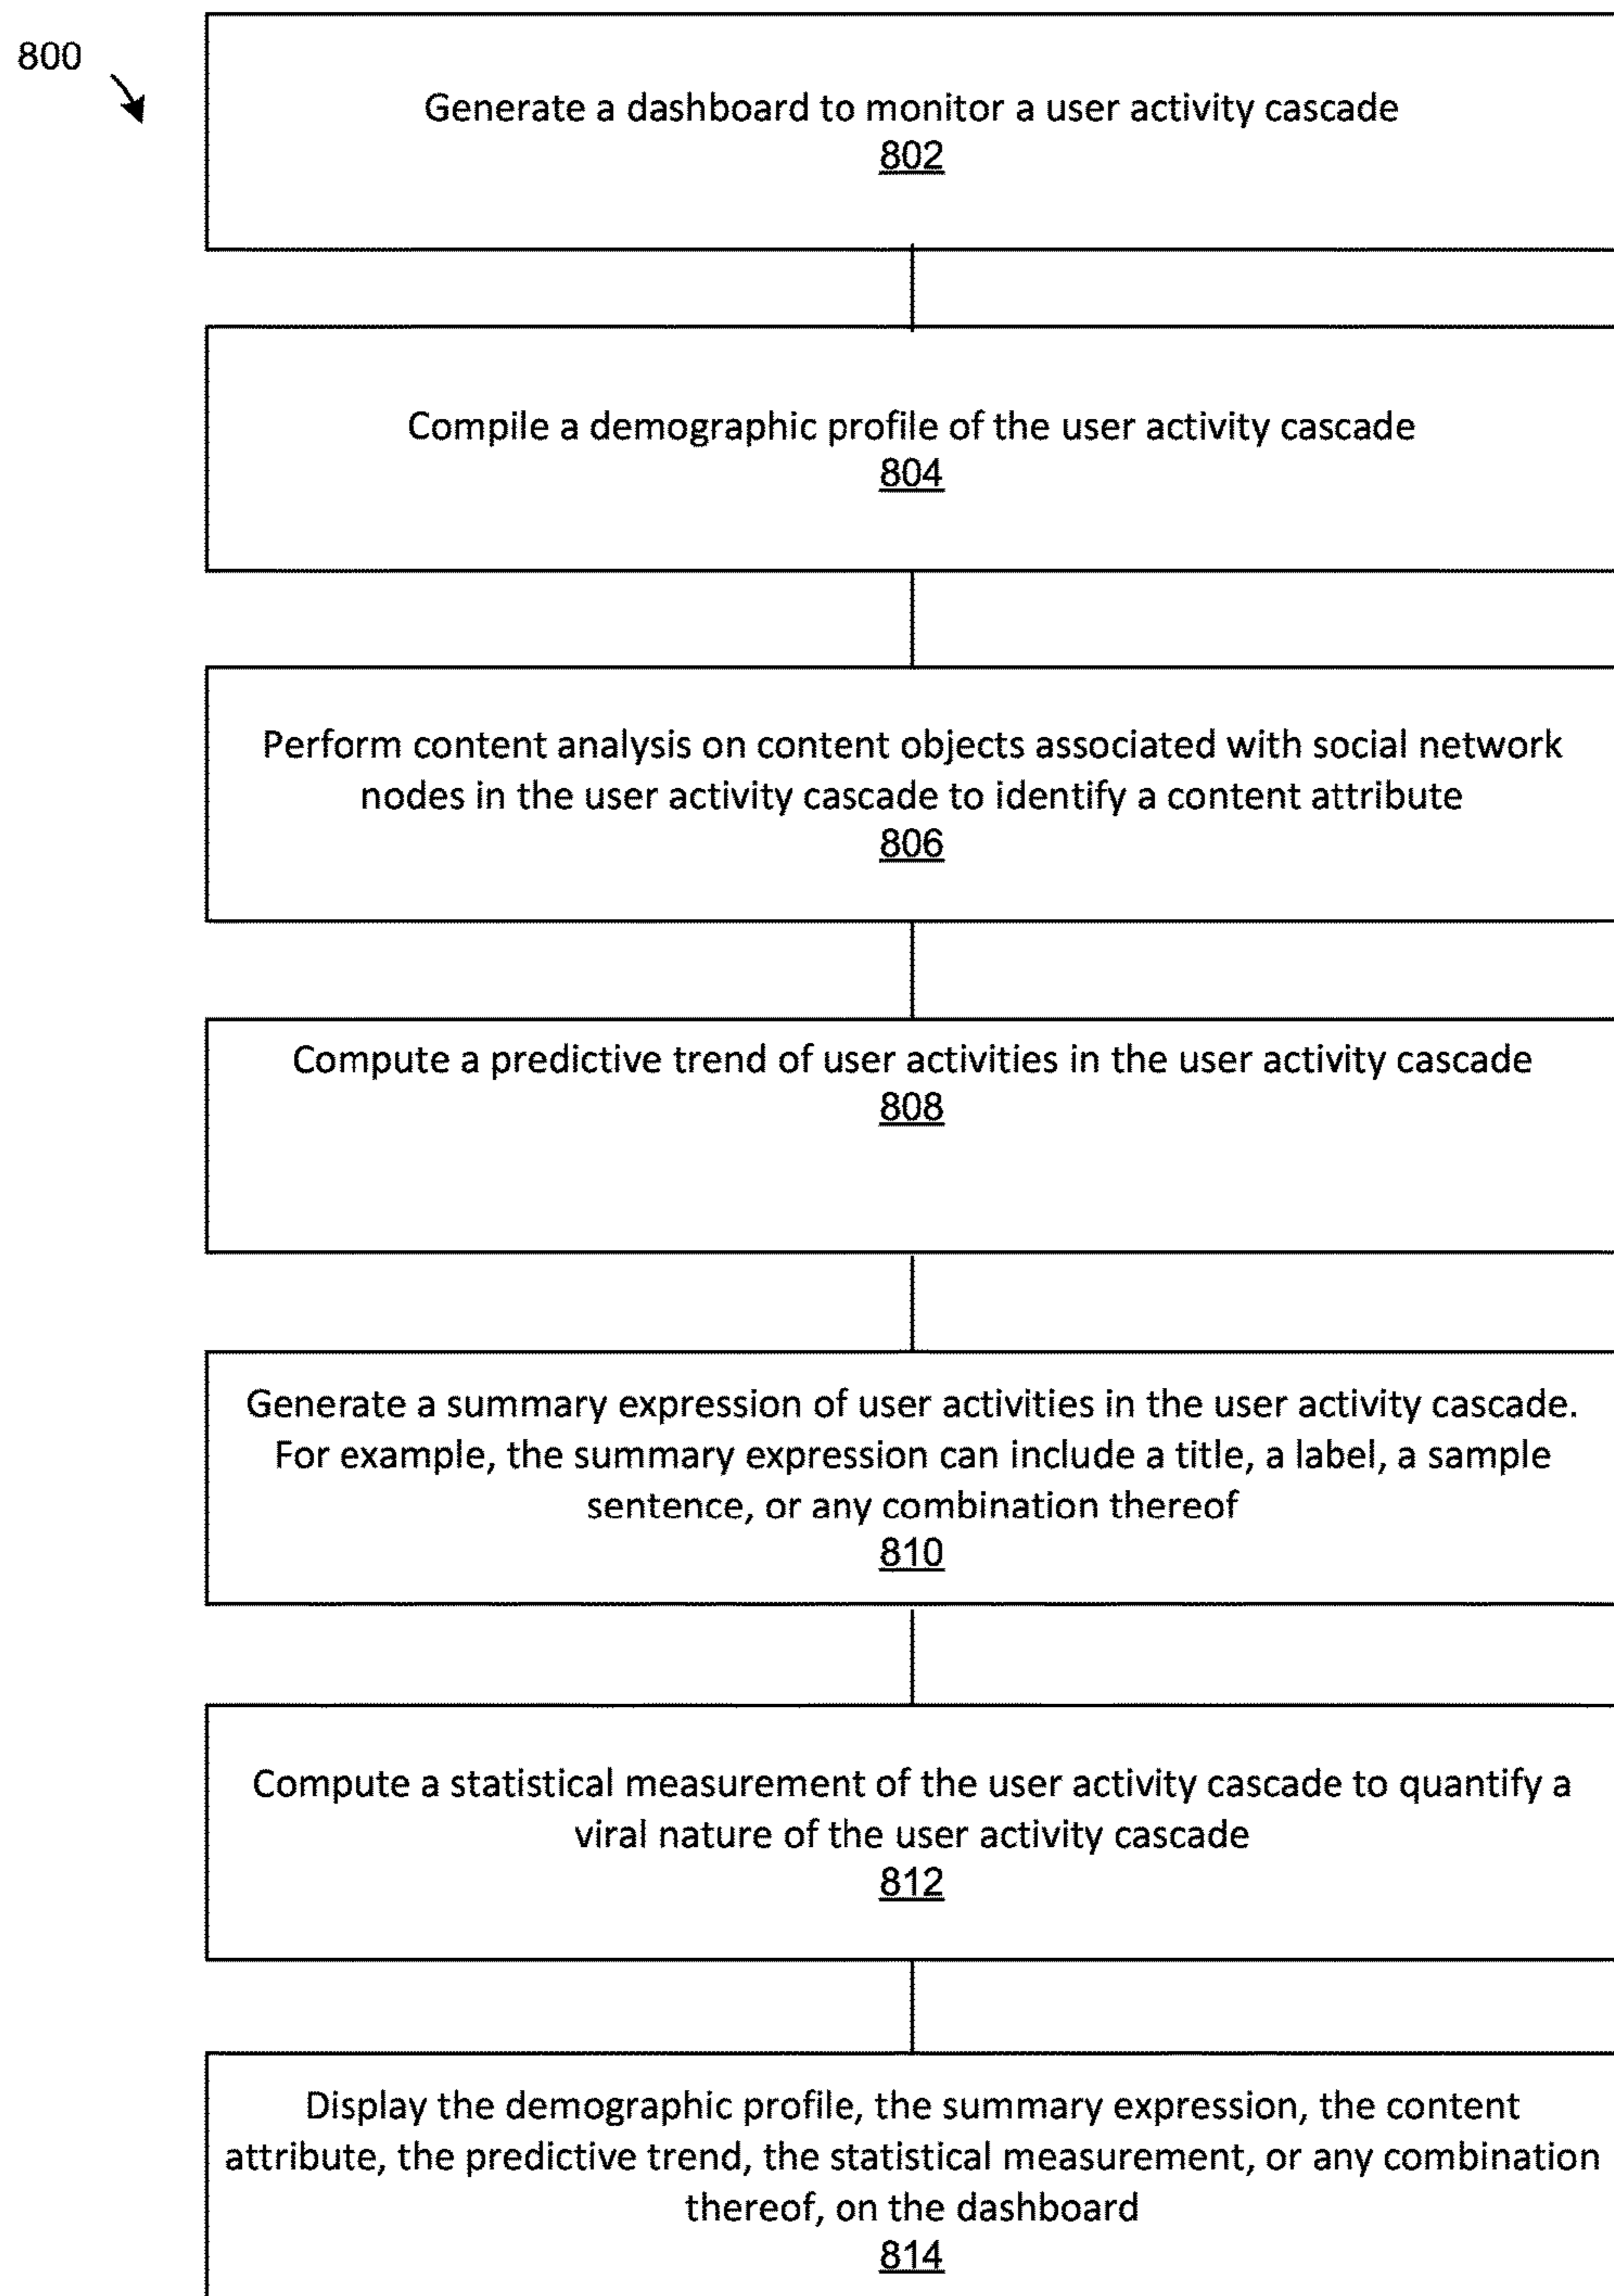 800
Generate a dashboard to monitor a user activity cascade
802
Compile a demographic profile of the user activity cascade
804
Perform content analysis on content objects associated with social network
nodes in the user activity cascade to identify a content attribute
806
Compute a predictive trend of user activities in the user activity cascade
808
Generate a summary expression of user activities in the user activity cascade.
For example, the summary expression can include a title, a label, a sample
sentence, or any combination thereof
810
Compute a statistical measurement of the user activity cascade to quantify a
viral nature of the user activity cascade
812
Display the demographic profile, the summary expression, the content
attribute, the predictive trend, the statistical measurement, or any combination
thereof, on the dashboard
814